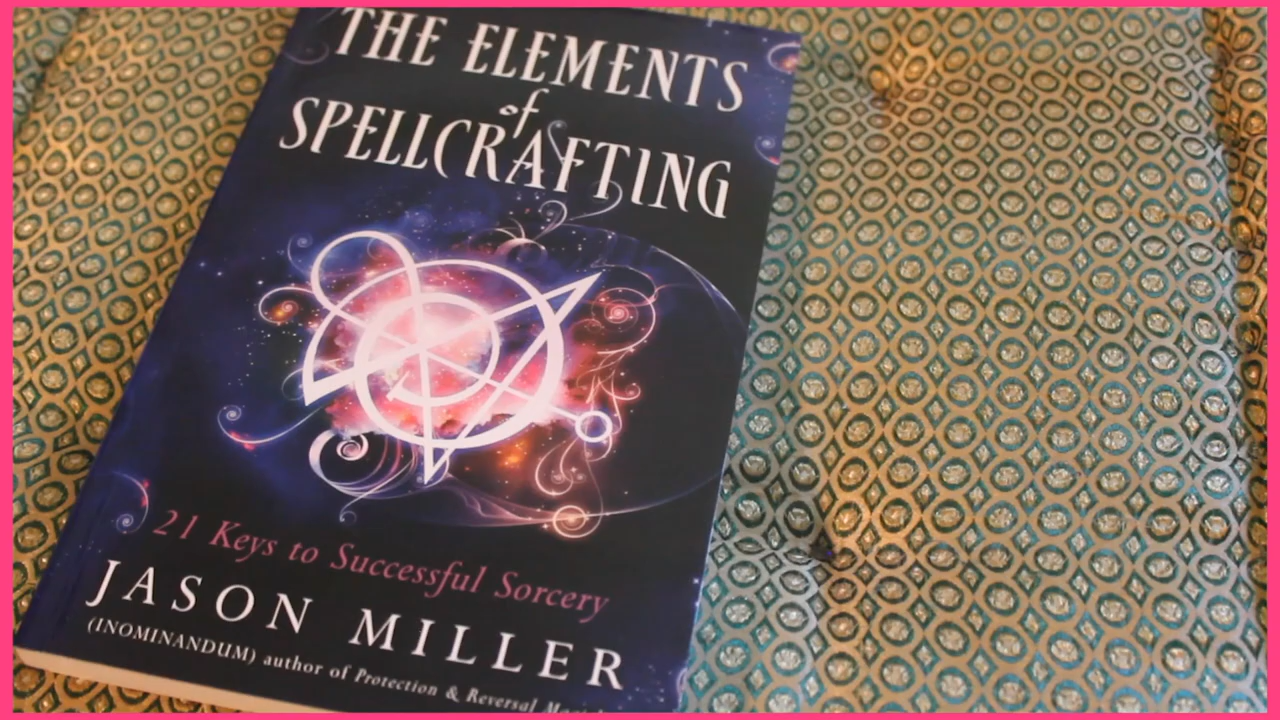 THE ELEMENTS
of
SPELLCRAFTING
21 Keys to Successful Sorcery
JASON MILLER
(INOMINANDUM) author of Protection & Reversal